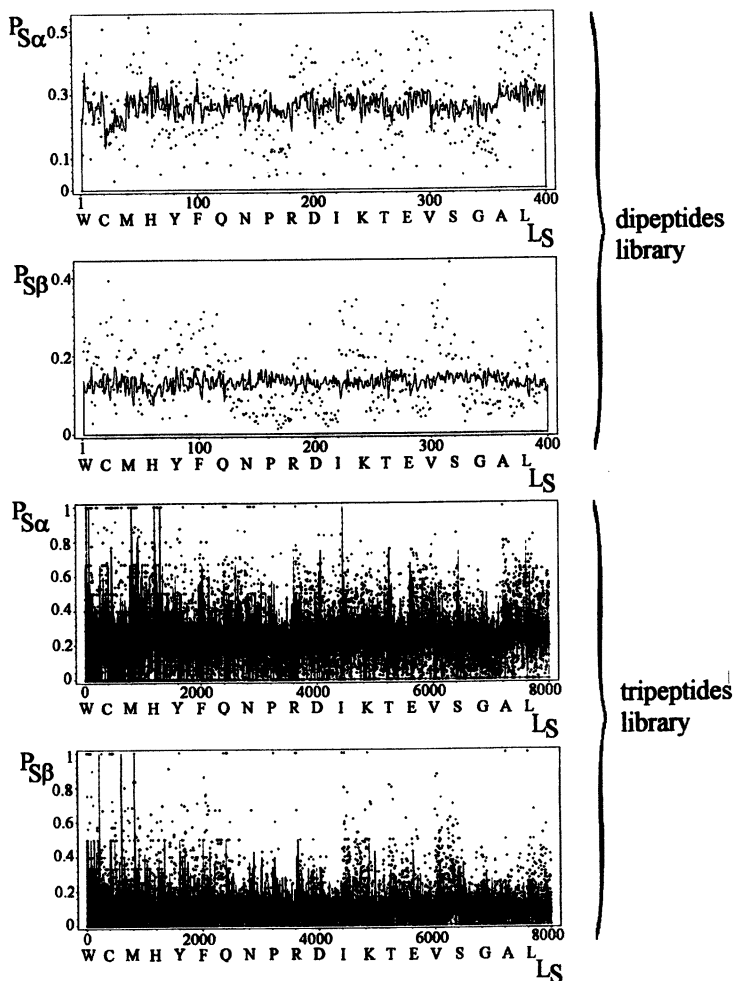 PSα
0.5
0.3
0.1
0
1 100 200 300 400
W C M H Y F Q N P R D I K T E V S G A L
LS
PSβ
0.4
0.2
0
1 100 200 300 400
W C M H Y F Q N P R D I K T E V S G A L
LS
dipeptides
library
PSα
1
0.8
0.6
0.4
0.2
0
0 2000 4000 6000 8000
W C M H Y F Q N P R D I K T E V S G A L
LS
PSβ
1
0.8
0.6
0.4
0.2
0
0 2000 4000 6000 8000
W C M H Y F Q N P R D I K T E V S G A L
LS
tripeptides
library